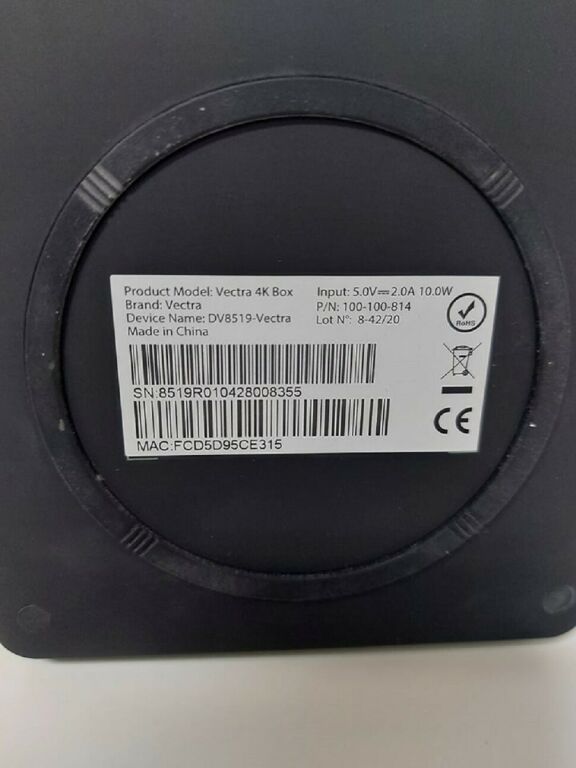 Product Model: Vectra 4K Box
Brand: Vectra
Device Name: DV8519-Vectra
Made in China
Input: 5.0V⎓2.0A 10.0W
P/N: 100-100-814
Lot N°: 8-42/20
RoHS
SN:8519R010428008355
MAC:FCD5D95CE315
CE